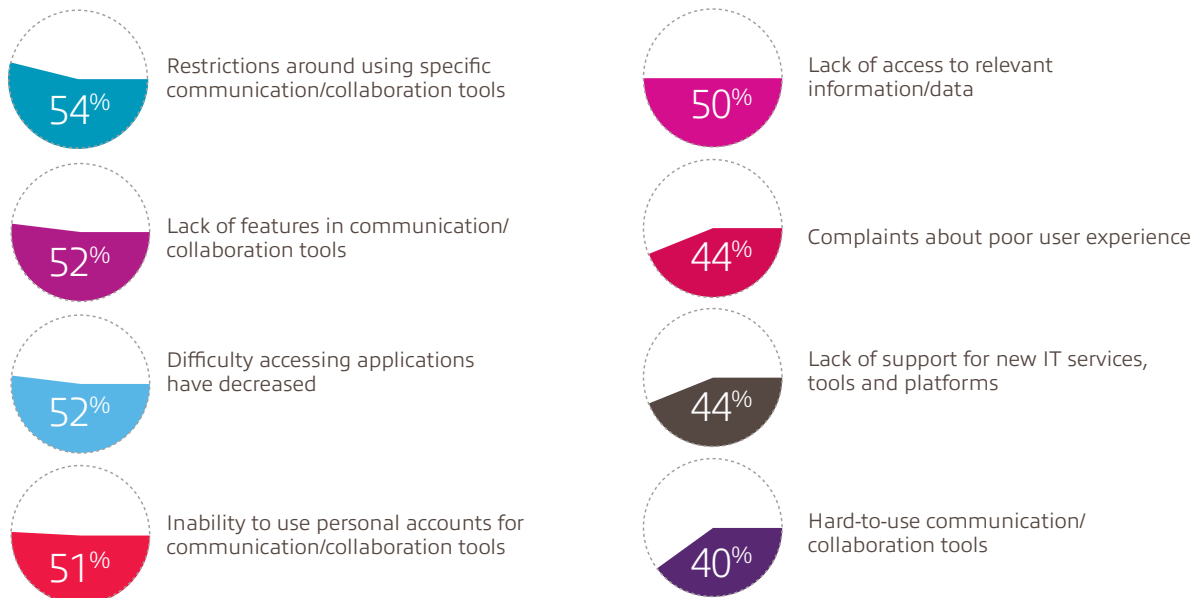 54%
Restrictions around using specific
communication/collaboration tools
52%
Lack of features in communication/
collaboration tools
52%
Difficulty accessing applications
have decreased
51%
Inability to use personal accounts for
communication/collaboration tools
50%
Lack of access to relevant
information/data
44%
Complaints about poor user experience
44%
Lack of support for new IT services,
tools and platforms
40%
Hard-to-use communication/
collaboration tools